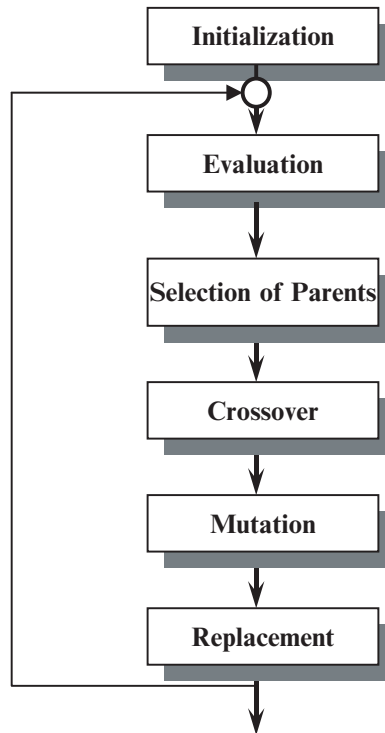 Initialization
Evaluation
Selection of Parents
Crossover
Mutation
Replacement